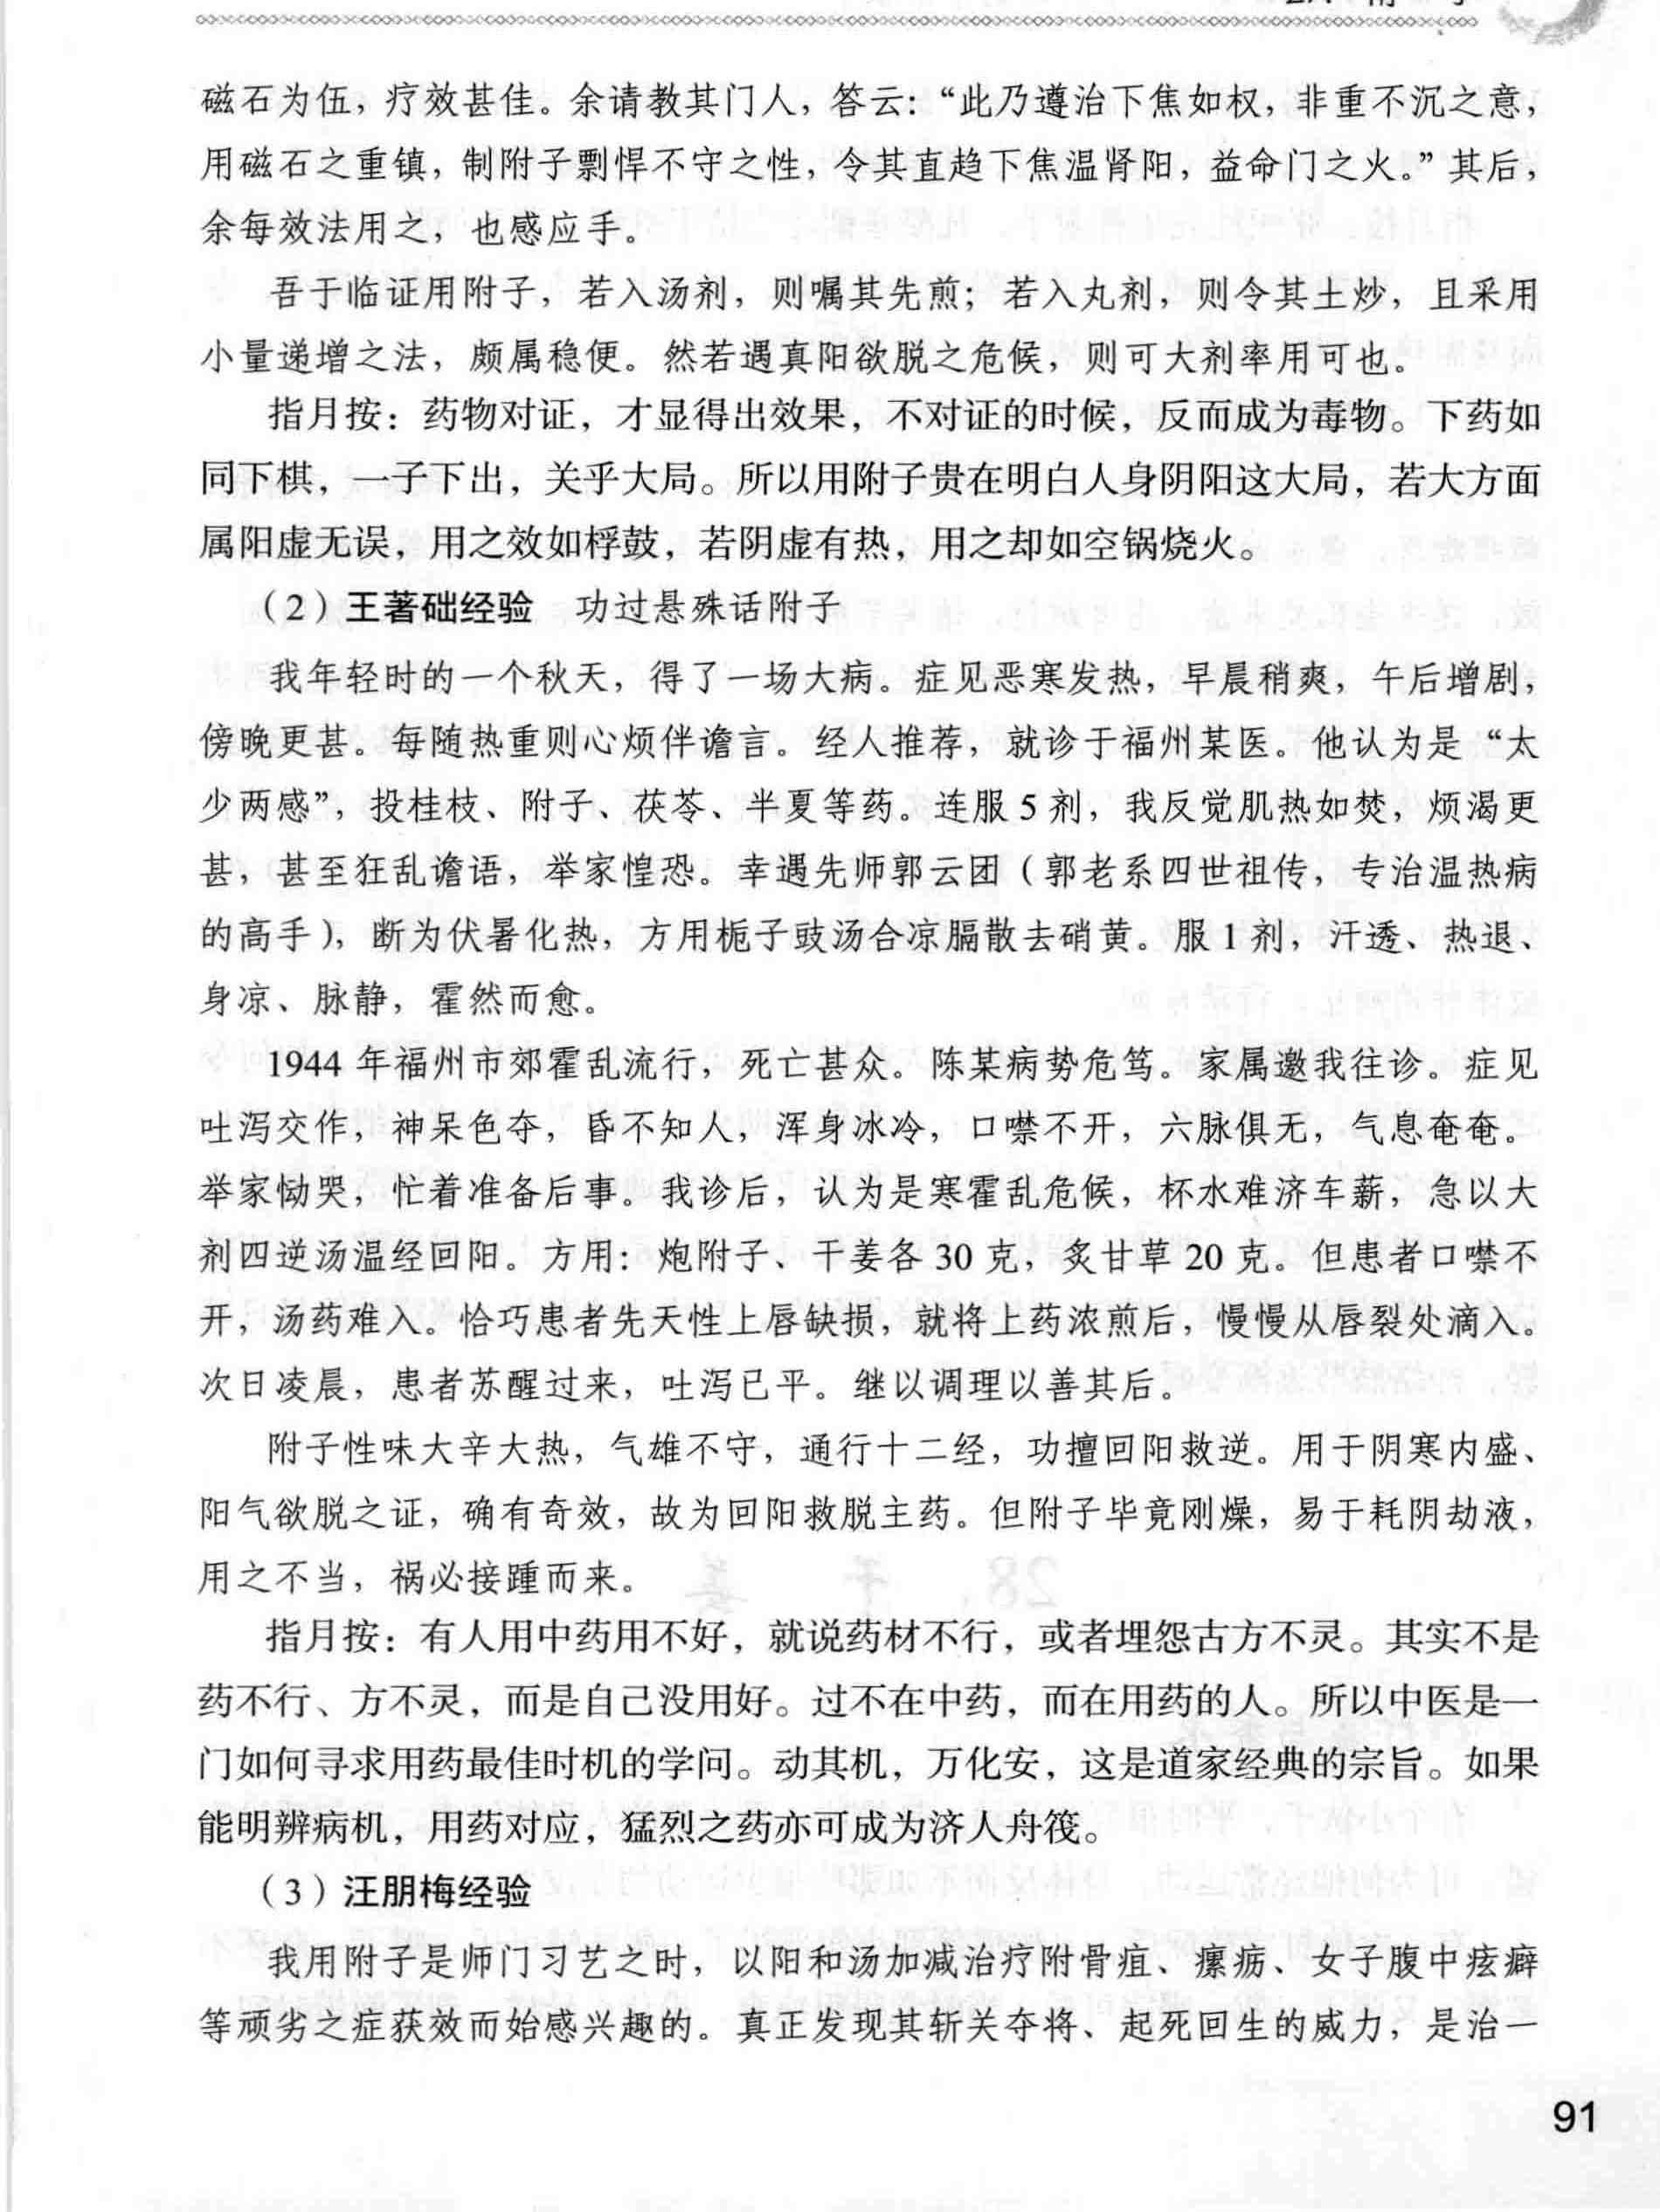 磁石为伍，疗效甚佳。余请教其门人，答云：“此乃遵治下焦如权，非重不沉之意，
用磁石之重镇，制附子剽悍不守之性，令其直趋下焦温肾阳，益命门之火。”其后，
余每效法用之，也感应手。
吾于临证用附子，若入汤剂，则嘱其先煎；若入丸剂，则令其土炒，且采用
小量递增之法，颇属稳便。然若遇真阳欲脱之危候，则可大剂率用可也。
指月按：药物对证，才显得出效果，不对证的时候，反而成为毒物。下药如
同下棋，一子下出，关乎大局。所以用附子贵在明白人身阴阳这大局，若大方面
属阳虚无误，用之效如桴鼓，若阴虚有热，用之却如空锅烧火。
（2）王著础经验　功过悬殊话附子
我年轻时的一个秋天，得了一场大病。症见恶寒发热，早晨稍爽，午后增剧，
傍晚更甚。每随热重则心烦伴谵言。经人推荐，就诊于福州某医。他认为是“太
少两感”，投桂枝、附子、茯苓、半夏等药。连服 5 剂，我反觉肌热如焚，烦渴更
甚，甚至狂乱谵语，举家惶恐。幸遇先师郭云团（郭老系四世祖传，专治温热病
的高手），断为伏暑化热，方用栀子豉汤合凉膈散去硝黄。服 1 剂，汗透、热退、
身凉、脉静，霍然而愈。
1944 年福州市郊霍乱流行，死亡甚众。陈某病势危笃。家属邀我往诊。症见
吐泻交作，神呆色夺，昏不知人，浑身冰冷，口噤不开，六脉俱无，气息奄奄。
举家恸哭，忙着准备后事。我诊后，认为是寒霍乱危候，杯水难济车薪，急以大
剂四逆汤温经回阳。方用：炮附子、干姜各 30 克，炙甘草 20 克。但患者口噤不
开，汤药难入。恰巧患者先天性上唇缺损，就将上药浓煎后，慢慢从唇裂处滴入。
次日凌晨，患者苏醒过来，吐泻已平。继以调理以善其后。
附子性味大辛大热，气雄不守，通行十二经，功擅回阳救逆。用于阴寒内盛、
阳气欲脱之证，确有奇效，故为回阳救脱主药。但附子毕竟刚燥，易于耗阴劫液，
用之不当，祸必接踵而来。
指月按：有人用中药用不好，就说药材不行，或者埋怨古方不灵。其实不是
药不行、方不灵，而是自己没用好。过不在中药，而在用药的人。所以中医是一
门如何寻求用药最佳时机的学问。动其机，万化安，这是道家经典的宗旨。如果
能明辨病机，用药对应，猛烈之药亦可成为济人舟筏。
（3）汪朋梅经验
我用附子是师门习艺之时，以阳和汤加减治疗附骨疽、瘰疬、女子腹中痃癖
等顽劣之症获效而始感兴趣的。真正发现其斩关夺将、起死回生的威力，是治一
91